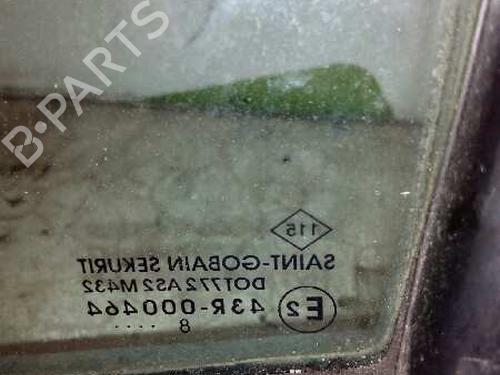 B-PARTS
115
SAINT-GOBAIN SEKURIT
DOT772 AS2 M432
E2 43R-000464
8 ....